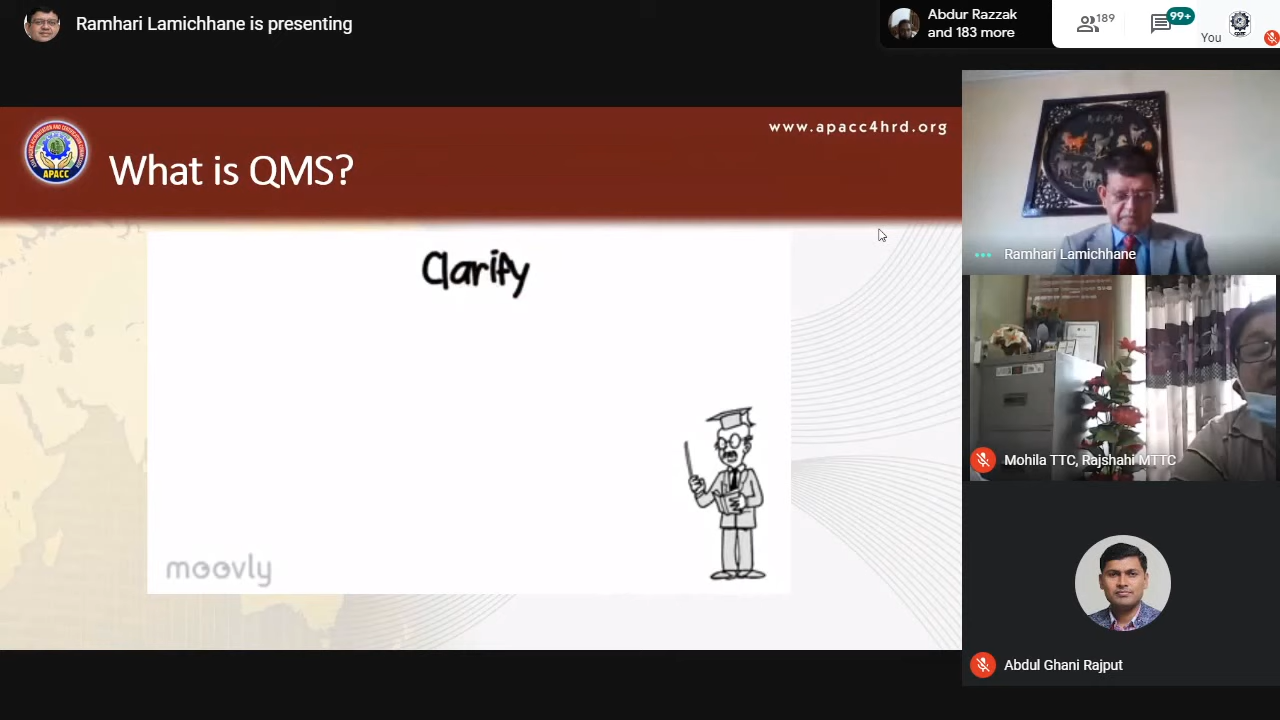 Ramhari Lamichhane is presenting
Abdur Razzak
and 183 more
189
99+
You
www.apacc4hrd.org
APACC
What is QMS?
Clarify
moovly
Ramhari Lamichhane
Mohila TTC, Rajshahi MTTC
Abdul Ghani Rajput